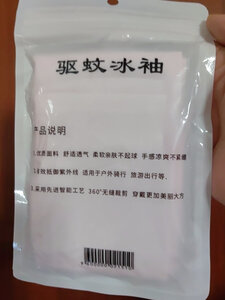 驱蚊冰袖
产品说明
1.优质面料 舒适透气 柔软亲肤不起球 手感凉爽不紧绷
2.有效抵御紫外线 适用于户外骑行 旅游出行等.
3.采用先进智能工艺 360°无缝裁剪 穿戴更加美丽大方